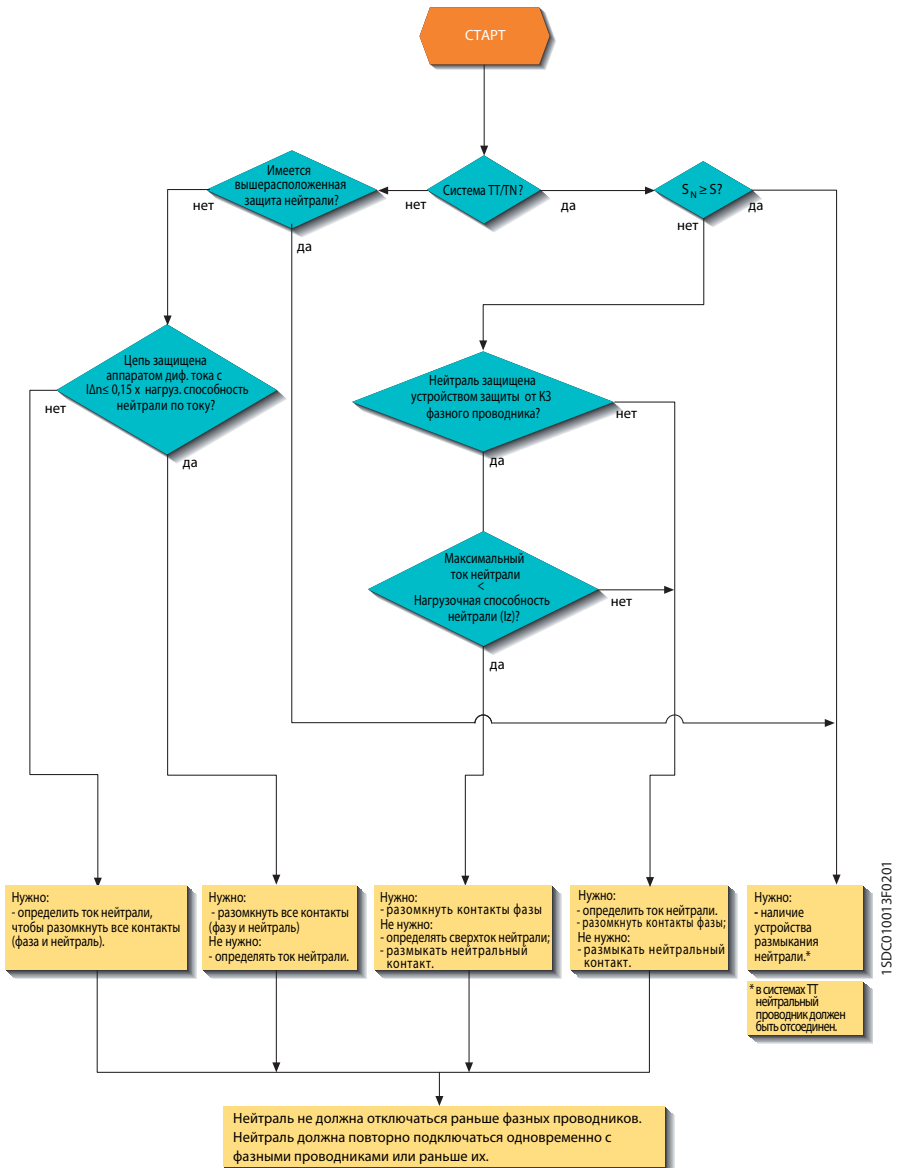 СТАРТ
Имеется
вышерасположенная
защита нейтрали?
Система TT/TN?
S_N ≥ S?
нет
нет
да
да
нет
да
Цепь защищена
аппаратом диф. тока с
IΔn≤ 0,15 x нагруз. способность
нейтрали по току?
Нейтраль защищена
устройством защиты от КЗ
фазного проводника?
нет
нет
да
да
Максимальный
ток нейтрали
<
Нагрузочная способность
нейтрали (Iz)?
нет
да
Нужно:
- определить ток нейтрали,
чтобы разомкнуть все контакты
(фаза и нейтраль).
Нужно:
- разомкнуть все контакты
(фазу и нейтраль)
Не нужно:
- определять ток нейтрали.
Нужно:
- разомкнуть контакты фазы
Не нужно:
- определять сверхток нейтрали;
- размыкать нейтральный
контакт.
Нужно:
- определить ток нейтрали.
- разомкнуть контакты фазы;
Не нужно:
- размыкать нейтральный
контакт.
Нужно:
- наличие
устройства
размыкания
нейтрали.*
* в системах TT
нейтральный
проводник должен
быть отсоединен.
1SDC010013F0201
Нейтраль не должна отключаться раньше фазных проводников.
Нейтраль должна повторно подключаться одновременно с
фазными проводниками или раньше их.